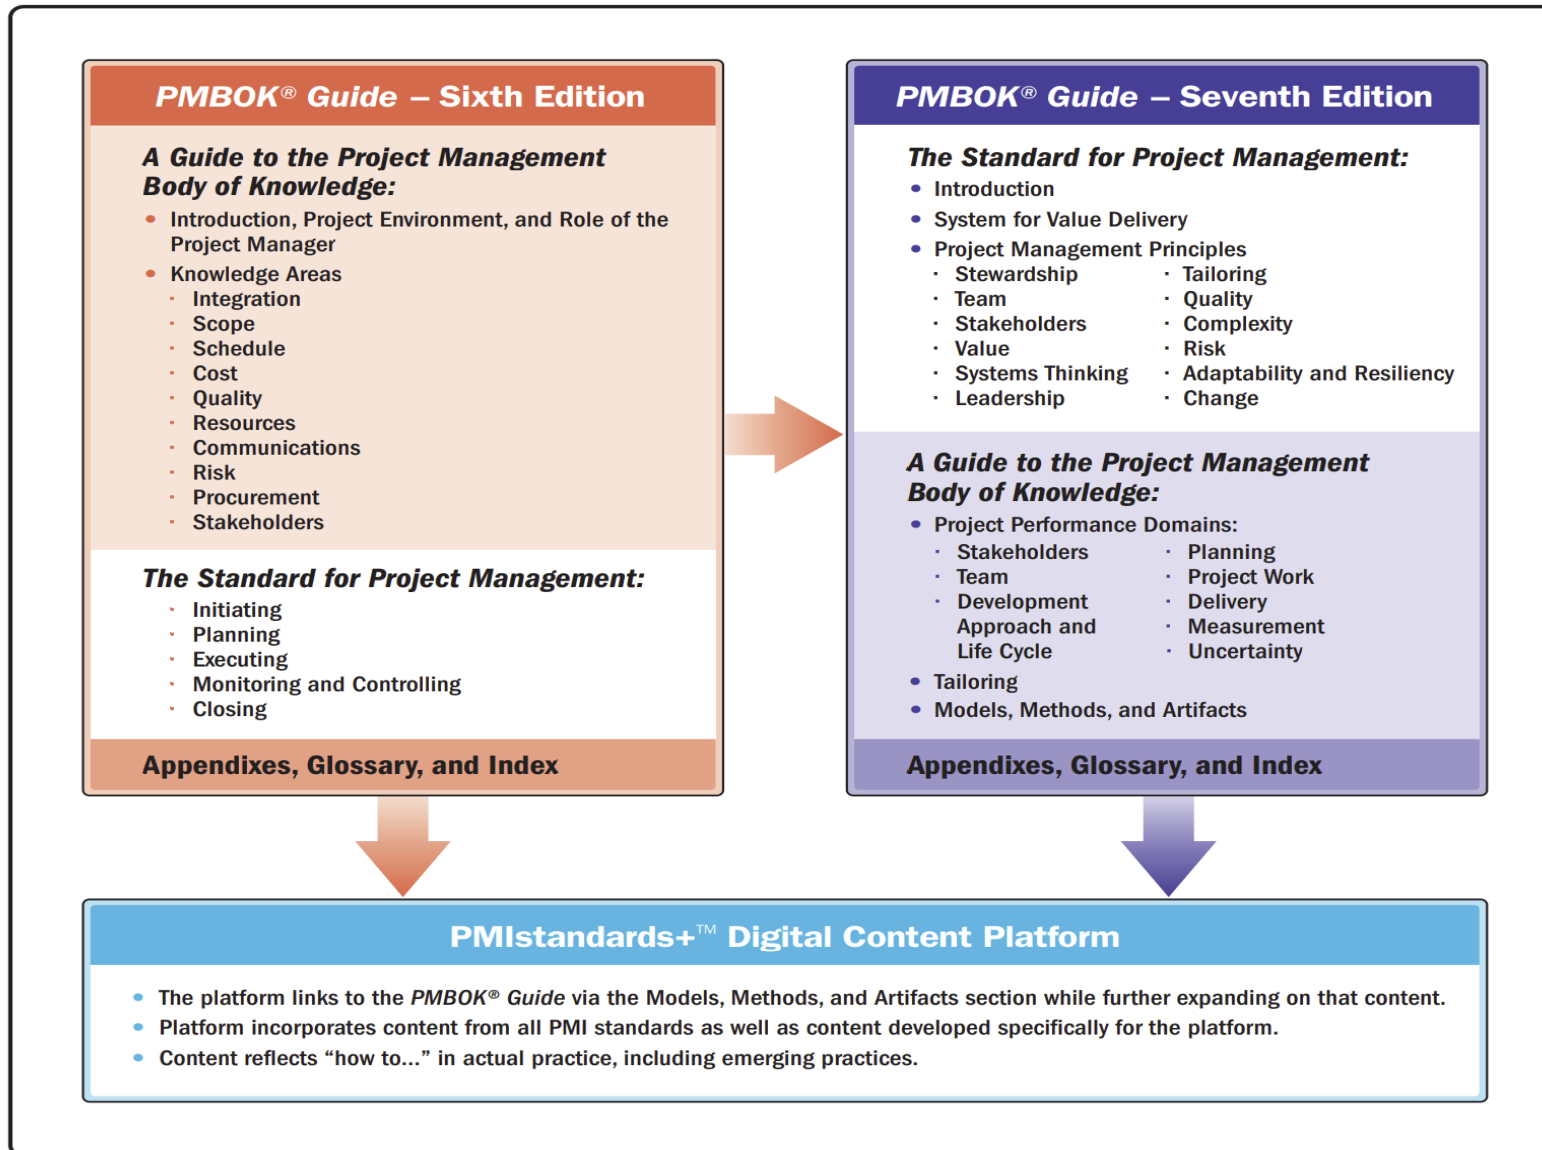 PMBOK® Guide – Sixth Edition
A Guide to the Project Management
Body of Knowledge:
• Introduction, Project Environment, and Role of the
Project Manager
• Knowledge Areas
· Integration
· Scope
· Schedule
· Cost
· Quality
· Resources
· Communications
· Risk
· Procurement
· Stakeholders
The Standard for Project Management:
· Initiating
· Planning
· Executing
· Monitoring and Controlling
· Closing
Appendixes, Glossary, and Index
PMBOK® Guide – Seventh Edition
The Standard for Project Management:
• Introduction
• System for Value Delivery
• Project Management Principles
· Stewardship
· Team
· Stakeholders
· Value
· Systems Thinking
· Leadership
· Tailoring
· Quality
· Complexity
· Risk
· Adaptability and Resiliency
· Change
A Guide to the Project Management
Body of Knowledge:
• Project Performance Domains:
· Stakeholders
· Team
· Development
Approach and
Life Cycle
· Planning
· Project Work
· Delivery
· Measurement
· Uncertainty
• Tailoring
• Models, Methods, and Artifacts
Appendixes, Glossary, and Index
PMIstandards+™ Digital Content Platform
• The platform links to the PMBOK® Guide via the Models, Methods, and Artifacts section while further expanding on that content.
• Platform incorporates content from all PMI standards as well as content developed specifically for the platform.
• Content reflects “how to...” in actual practice, including emerging practices.